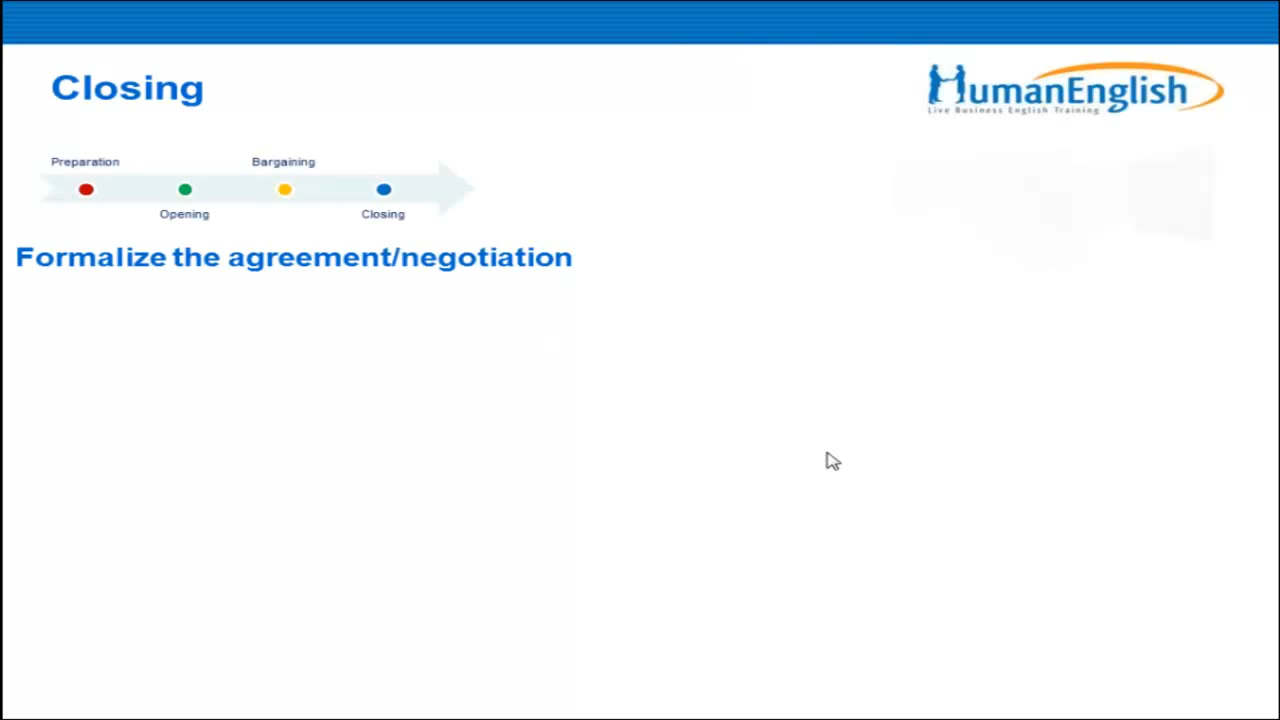 Closing
HumanEnglish
Live Business English Training
Preparation
Bargaining
Opening
Closing
Formalize the agreement/negotiation